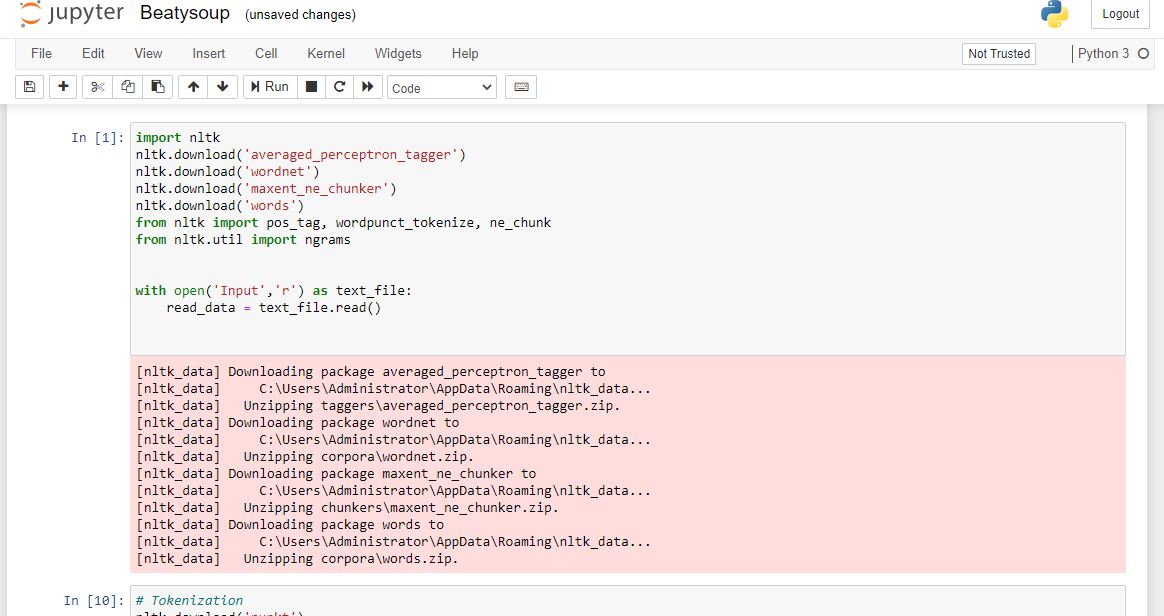 jupyter Beatysoup (unsaved changes) Logout
File Edit View Insert Cell Kernel Widgets Help Not Trusted Python 3
Run Code
In [1]: import nltk
nltk.download('averaged_perceptron_tagger')
nltk.download('wordnet')
nltk.download('maxent_ne_chunker')
nltk.download('words')
from nltk import pos_tag, wordpunct_tokenize, ne_chunk
from nltk.util import ngrams
with open('Input','r') as text_file:
    read_data = text_file.read()
[nltk_data] Downloading package averaged_perceptron_tagger to
[nltk_data]     C:\Users\Administrator\AppData\Roaming\nltk_data...
[nltk_data]   Unzipping taggers\averaged_perceptron_tagger.zip.
[nltk_data] Downloading package wordnet to
[nltk_data]     C:\Users\Administrator\AppData\Roaming\nltk_data...
[nltk_data]   Unzipping corpora\wordnet.zip.
[nltk_data] Downloading package maxent_ne_chunker to
[nltk_data]     C:\Users\Administrator\AppData\Roaming\nltk_data...
[nltk_data]   Unzipping chunkers\maxent_ne_chunker.zip.
[nltk_data] Downloading package words to
[nltk_data]     C:\Users\Administrator\AppData\Roaming\nltk_data...
[nltk_data]   Unzipping corpora\words.zip.
In [10]: # Tokenization